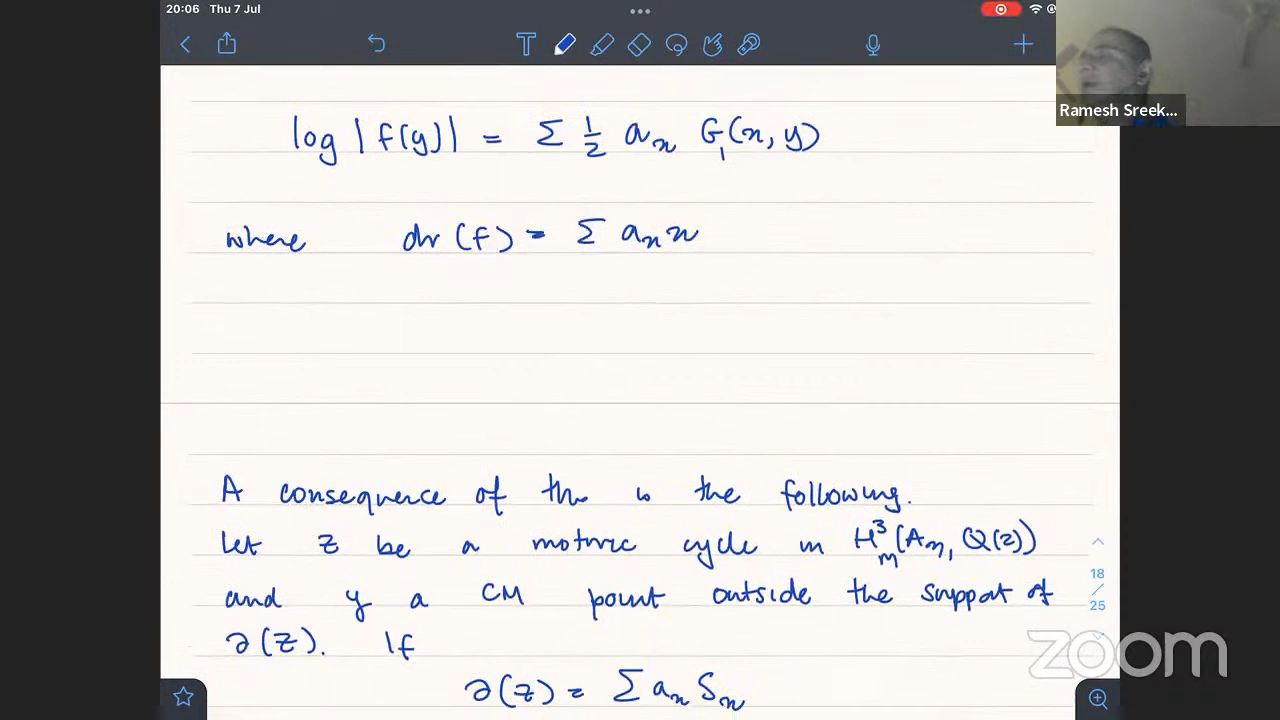 20:06 Thu 7 Jul
Ramesh Sreek...
log |f(y)| = Σ 1/2 a_x G_1(x, y)
where div (f) = Σ a_x x
A consequence of this is the following.
Let Z be a motivic cycle in H^3_M(A_η, Q(2))
and y a CM point outside the support of
∂(Z). If
∂(Z) = Σ a_x S_x
18
/
25
zoom